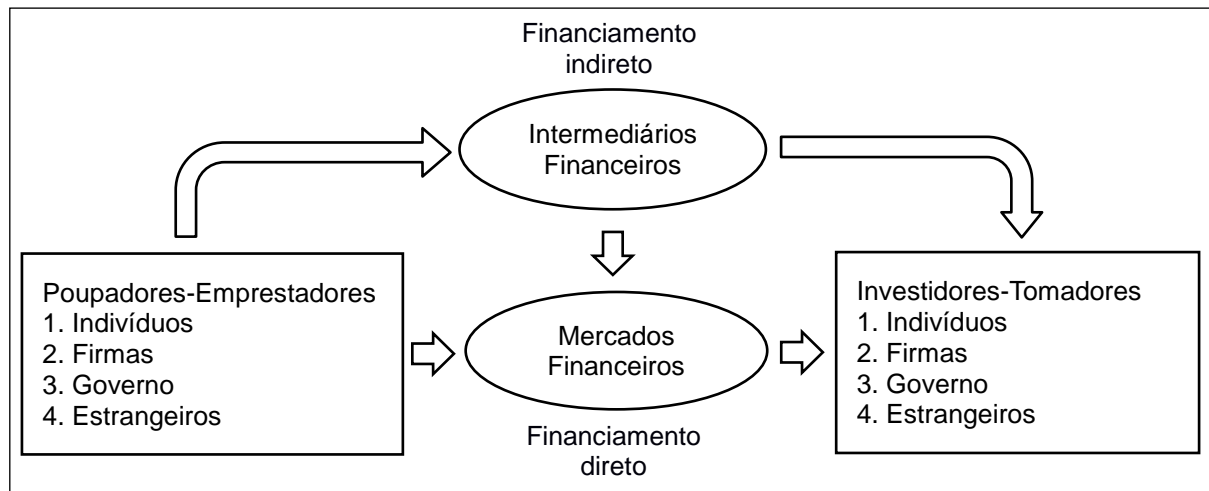 Financiamento
indireto
Intermediários
Financeiros
Poupadores-Emprestadores
1. Indivíduos
2. Firmas
3. Governo
4. Estrangeiros
Mercados
Financeiros
Financiamento
direto
Investidores-Tomadores
1. Indivíduos
2. Firmas
3. Governo
4. Estrangeiros